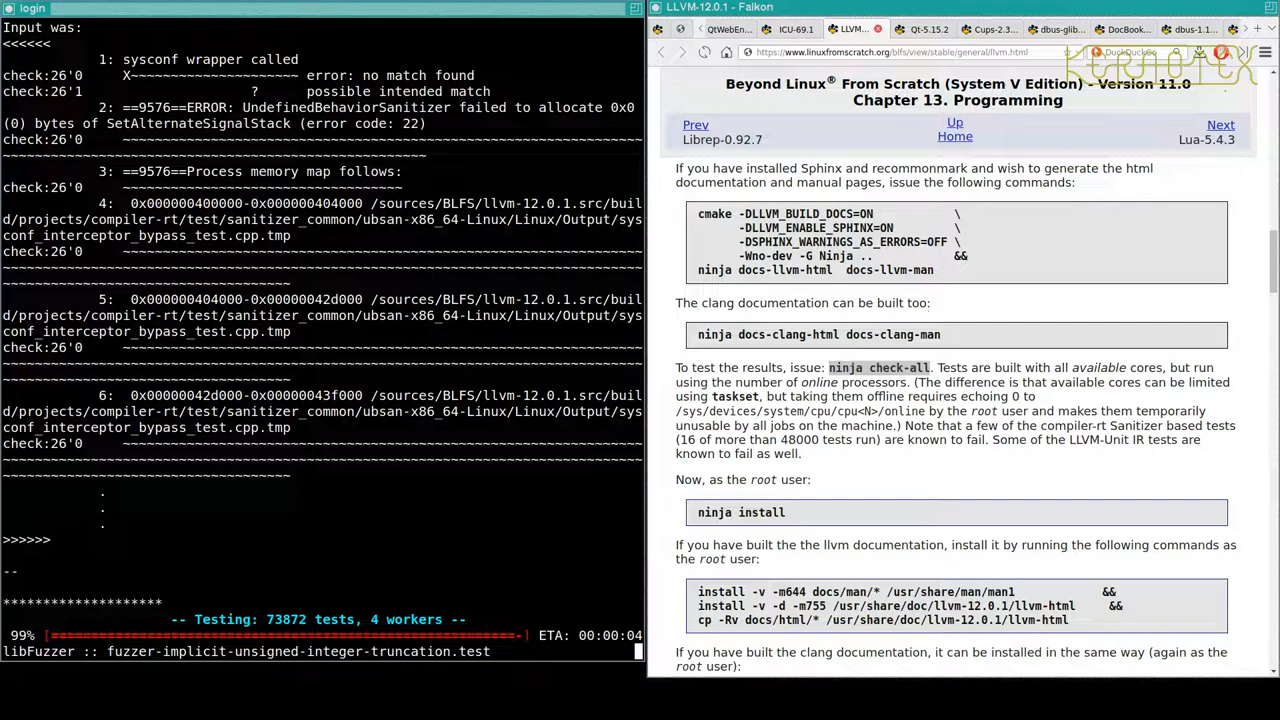 login
Input was:
<<<<<<
1: sysconf wrapper called
check:26'0 X~~~~~~~~~~~~~~~~~~~~ error: no match found
check:26'1 ? possible intended match
2: ==9576==ERROR: UndefinedBehaviorSanitizer failed to allocate 0x0
(0) bytes of SetAlternateSignalStack (error code: 22)
check:26'0 ~~~~~~~~~~~~~~~~~~~~~~~~~~~~~~~~~~~~~~~~~~~~~~~~~~~~~~~~~~~~~~~~~
~~~~~~~~~~~~~~~~~~~~~~~~~~~~~~~~~~~~~~~~~~~~~~~~~~~~~
3: ==9576==Process memory map follows:
check:26'0 ~~~~~~~~~~~~~~~~~~~~~~~~~~~~~~~~~~~
4: 0x000000400000-0x000000404000 /sources/BLFS/llvm-12.0.1.src/buil
d/projects/compiler-rt/test/sanitizer_common/ubsan-x86_64-Linux/Linux/Output/sys
conf_interceptor_bypass_test.cpp.tmp
check:26'0 ~~~~~~~~~~~~~~~~~~~~~~~~~~~~~~~~~~~~~~~~~~~~~~~~~~~~~~~~~~~~~~~~~
~~~~~~~~~~~~~~~~~~~~~~~~~~~~~~~~~~~~~~~~~~~~~~~~~~~~~~~~~~~~~~~~~~~~~~~~~~~~~~~~
~~~~~~~~~~~~~~~~~~~~~~~~~~~~~~~~~~~~
5: 0x000000404000-0x00000042d000 /sources/BLFS/llvm-12.0.1.src/buil
d/projects/compiler-rt/test/sanitizer_common/ubsan-x86_64-Linux/Linux/Output/sys
conf_interceptor_bypass_test.cpp.tmp
check:26'0 ~~~~~~~~~~~~~~~~~~~~~~~~~~~~~~~~~~~~~~~~~~~~~~~~~~~~~~~~~~~~~~~~~
~~~~~~~~~~~~~~~~~~~~~~~~~~~~~~~~~~~~~~~~~~~~~~~~~~~~~~~~~~~~~~~~~~~~~~~~~~~~~~~~
~~~~~~~~~~~~~~~~~~~~~~~~~~~~~~~~~~~~
6: 0x00000042d000-0x00000043f000 /sources/BLFS/llvm-12.0.1.src/buil
d/projects/compiler-rt/test/sanitizer_common/ubsan-x86_64-Linux/Linux/Output/sys
conf_interceptor_bypass_test.cpp.tmp
check:26'0 ~~~~~~~~~~~~~~~~~~~~~~~~~~~~~~~~~~~~~~~~~~~~~~~~~~~~~~~~~~~~~~~~~
~~~~~~~~~~~~~~~~~~~~~~~~~~~~~~~~~~~~~~~~~~~~~~~~~~~~~~~~~~~~~~~~~~~~~~~~~~~~~~~~
~~~~~~~~~~~~~~~~~~~~~~~~~~~~~~~~~~~~
.
.
.
>>>>>>
--
********************
-- Testing: 73872 tests, 4 workers --
99% [==========================================================-] ETA: 00:00:04
libFuzzer :: fuzzer-implicit-unsigned-integer-truncation.test
LLVM-12.0.1 - Falkon
QtWebEn ICU-69.1 LLVM... Qt-5.15.2 Cups-2.3... dbus-glib... DocBook... dbus-1.1...
https://www.linuxfromscratch.org/blfs/view/stable/general/llvm.html DuckDuckGo
KERNOTEX
Beyond Linux® From Scratch (System V Edition) - Version 11.0
Chapter 13. Programming
Prev Up Next
Librep-0.92.7 Home Lua-5.4.3
If you have installed Sphinx and recommonmark and wish to generate the html
documentation and manual pages, issue the following commands:
cmake -DLLVM_BUILD_DOCS=ON \
-DLLVM_ENABLE_SPHINX=ON \
-DSPHINX_WARNINGS_AS_ERRORS=OFF \
-Wno-dev -G Ninja .. &&
ninja docs-llvm-html docs-llvm-man
The clang documentation can be built too:
ninja docs-clang-html docs-clang-man
To test the results, issue: ninja check-all. Tests are built with all available cores, but run
using the number of online processors. (The difference is that available cores can be limited
using taskset, but taking them offline requires echoing 0 to
/sys/devices/system/cpu/cpu<N>/online by the root user and makes them temporarily
unusable by all jobs on the machine.) Note that a few of the compiler-rt Sanitizer based tests
(16 of more than 48000 tests run) are known to fail. Some of the LLVM-Unit IR tests are
known to fail as well.
Now, as the root user:
ninja install
If you have built the the llvm documentation, install it by running the following commands as
the root user:
install -v -m644 docs/man/* /usr/share/man/man1 &&
install -v -d -m755 /usr/share/doc/llvm-12.0.1/llvm-html &&
cp -Rv docs/html/* /usr/share/doc/llvm-12.0.1/llvm-html
If you have built the clang documentation, it can be installed in the same way (again as the
root user):